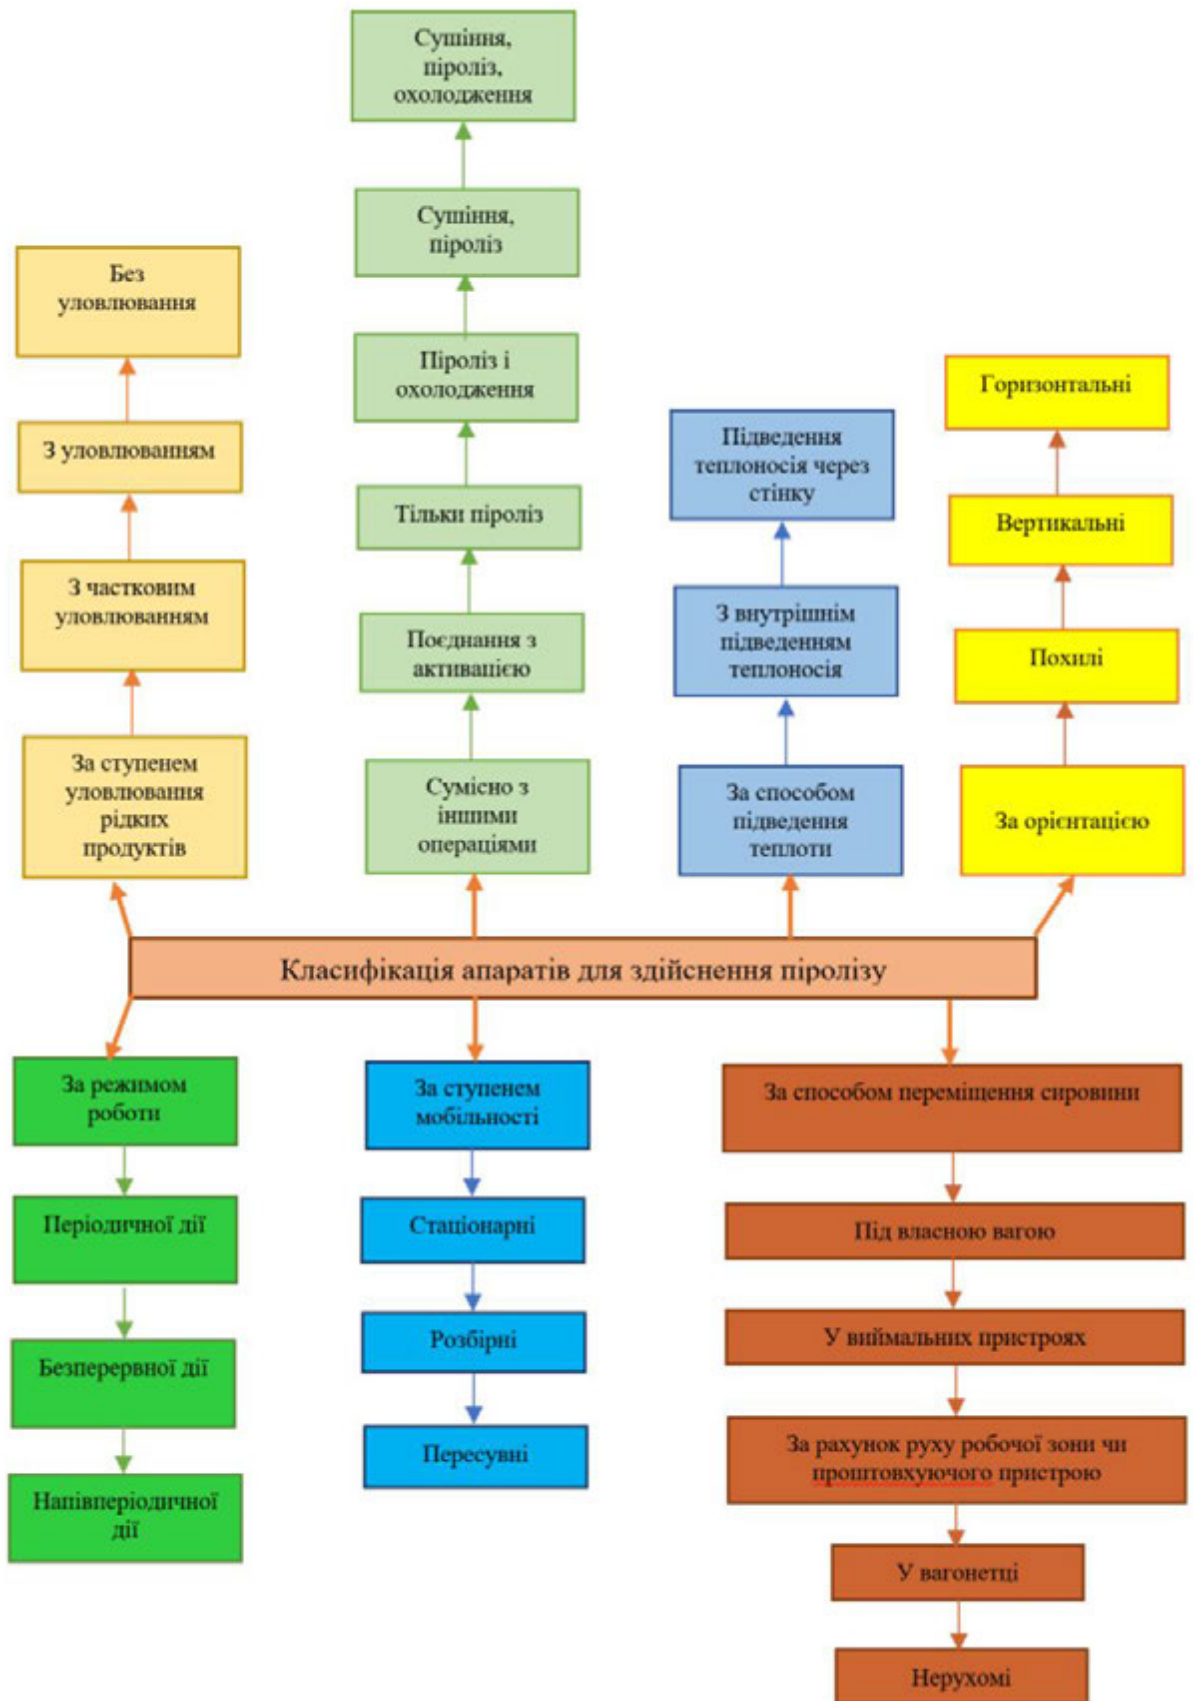 Сушіння,
піроліз,
охолодження
Сушіння,
піроліз
Піроліз і
охолодження
Тільки піроліз
Поєднання з
активацією
Сумісно з
іншими
операціями
Без
уловлювання
З уловлюванням
З частковим
уловлюванням
За ступенем
уловлювання
рідких
продуктів
Підведення
теплоносія через
стінку
З внутрішнім
підведенням
теплоносія
За способом
підведення
теплоти
Горизонтальні
Вертикальні
Похилі
За орієнтацією
Класифікація апаратів для здійснення піролізу
За режимом
роботи
Періодичної дії
Безперервної дії
Напівперіодичної
дії
За ступенем
мобільності
Стаціонарні
Розбірні
Пересувні
За способом переміщення сировини
Під власною вагою
У виймальних пристроях
За рахунок руху робочої зони чи
проштовхуючого пристрою
У вагонетці
Нерухомі